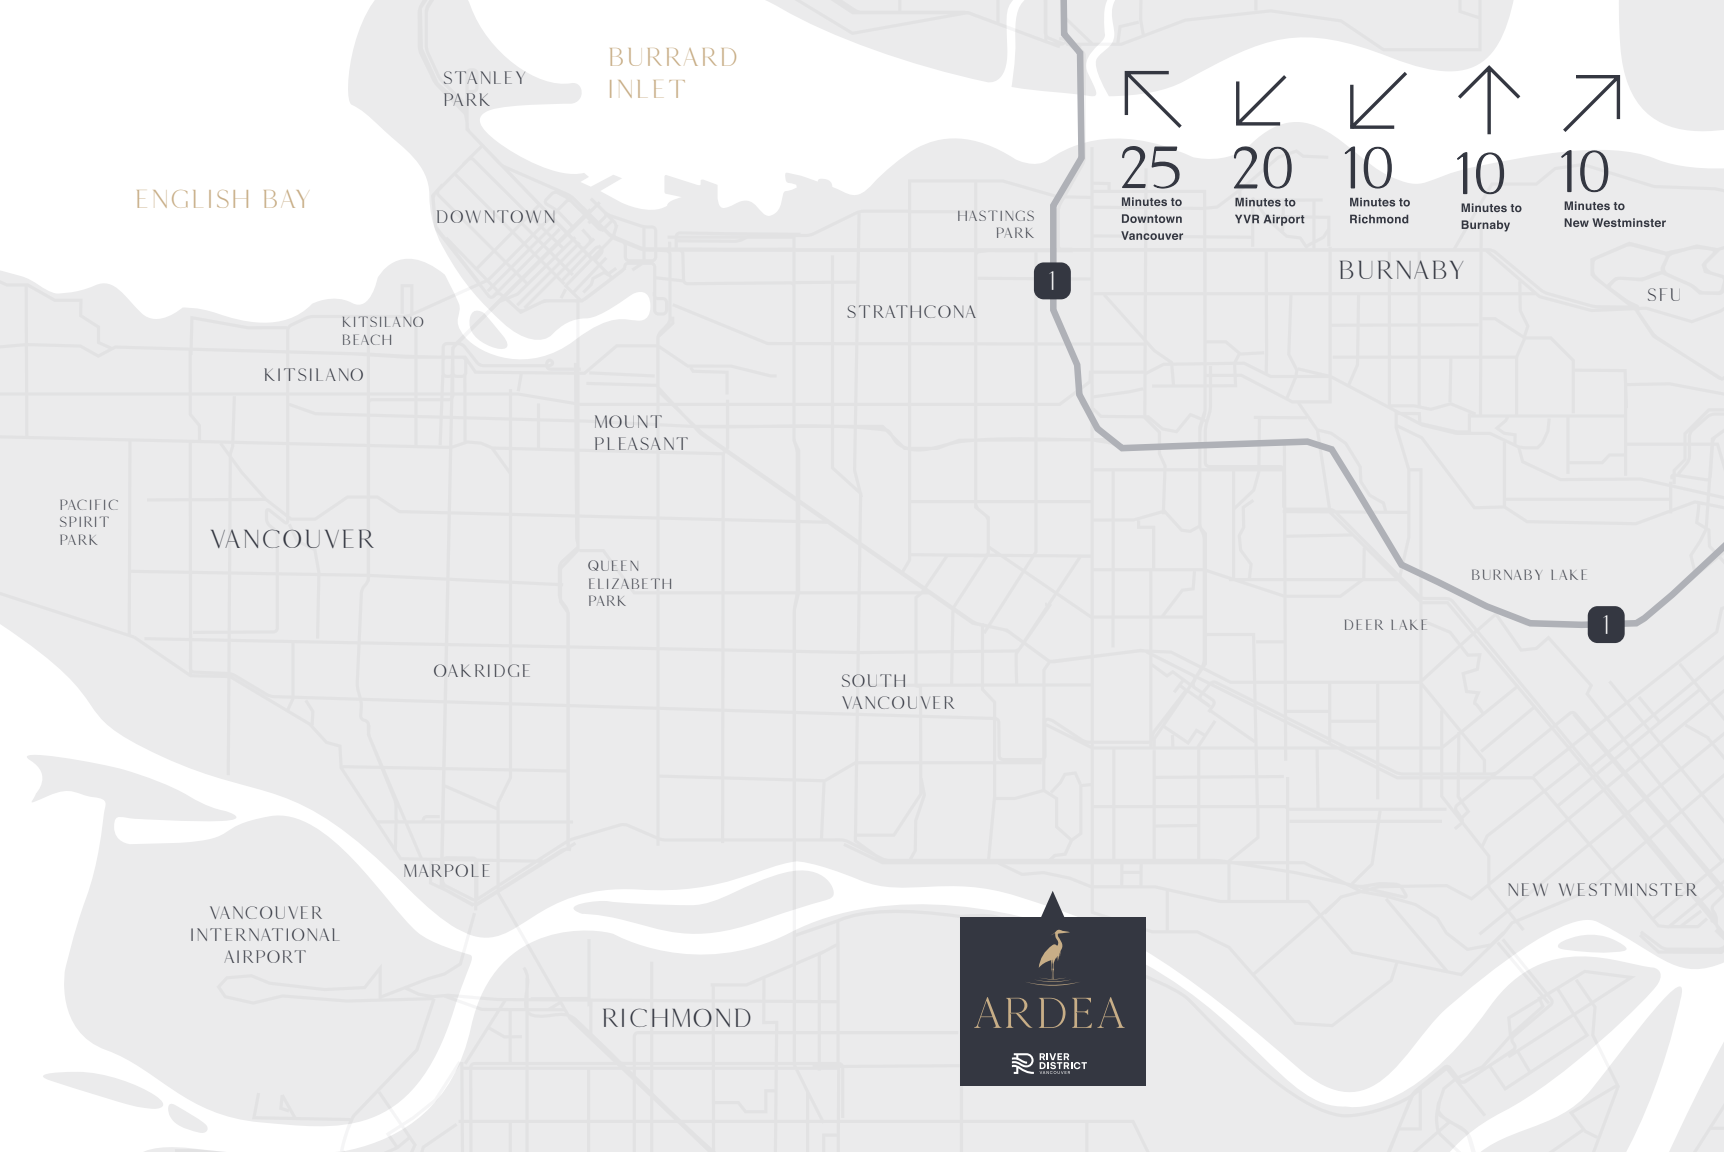 BURRARD
INLET
STANLEY
PARK
ENGLISH BAY
DOWNTOWN
HASTINGS
PARK
25
Minutes to
Downtown
Vancouver
20
Minutes to
YVR Airport
10
Minutes to
Richmond
10
Minutes to
Burnaby
10
Minutes to
New Westminster
BURNABY
SFU
1
STRATHCONA
KITSILANO
BEACH
KITSILANO
MOUNT
PLEASANT
PACIFIC
SPIRIT
PARK
VANCOUVER
QUEEN
ELIZABETH
PARK
BURNABY LAKE
DEER LAKE
1
OAKRIDGE
SOUTH
VANCOUVER
MARPOLE
NEW WESTMINSTER
VANCOUVER
INTERNATIONAL
AIRPORT
RICHMOND
ARDEA
RIVER
DISTRICT
VANCOUVER